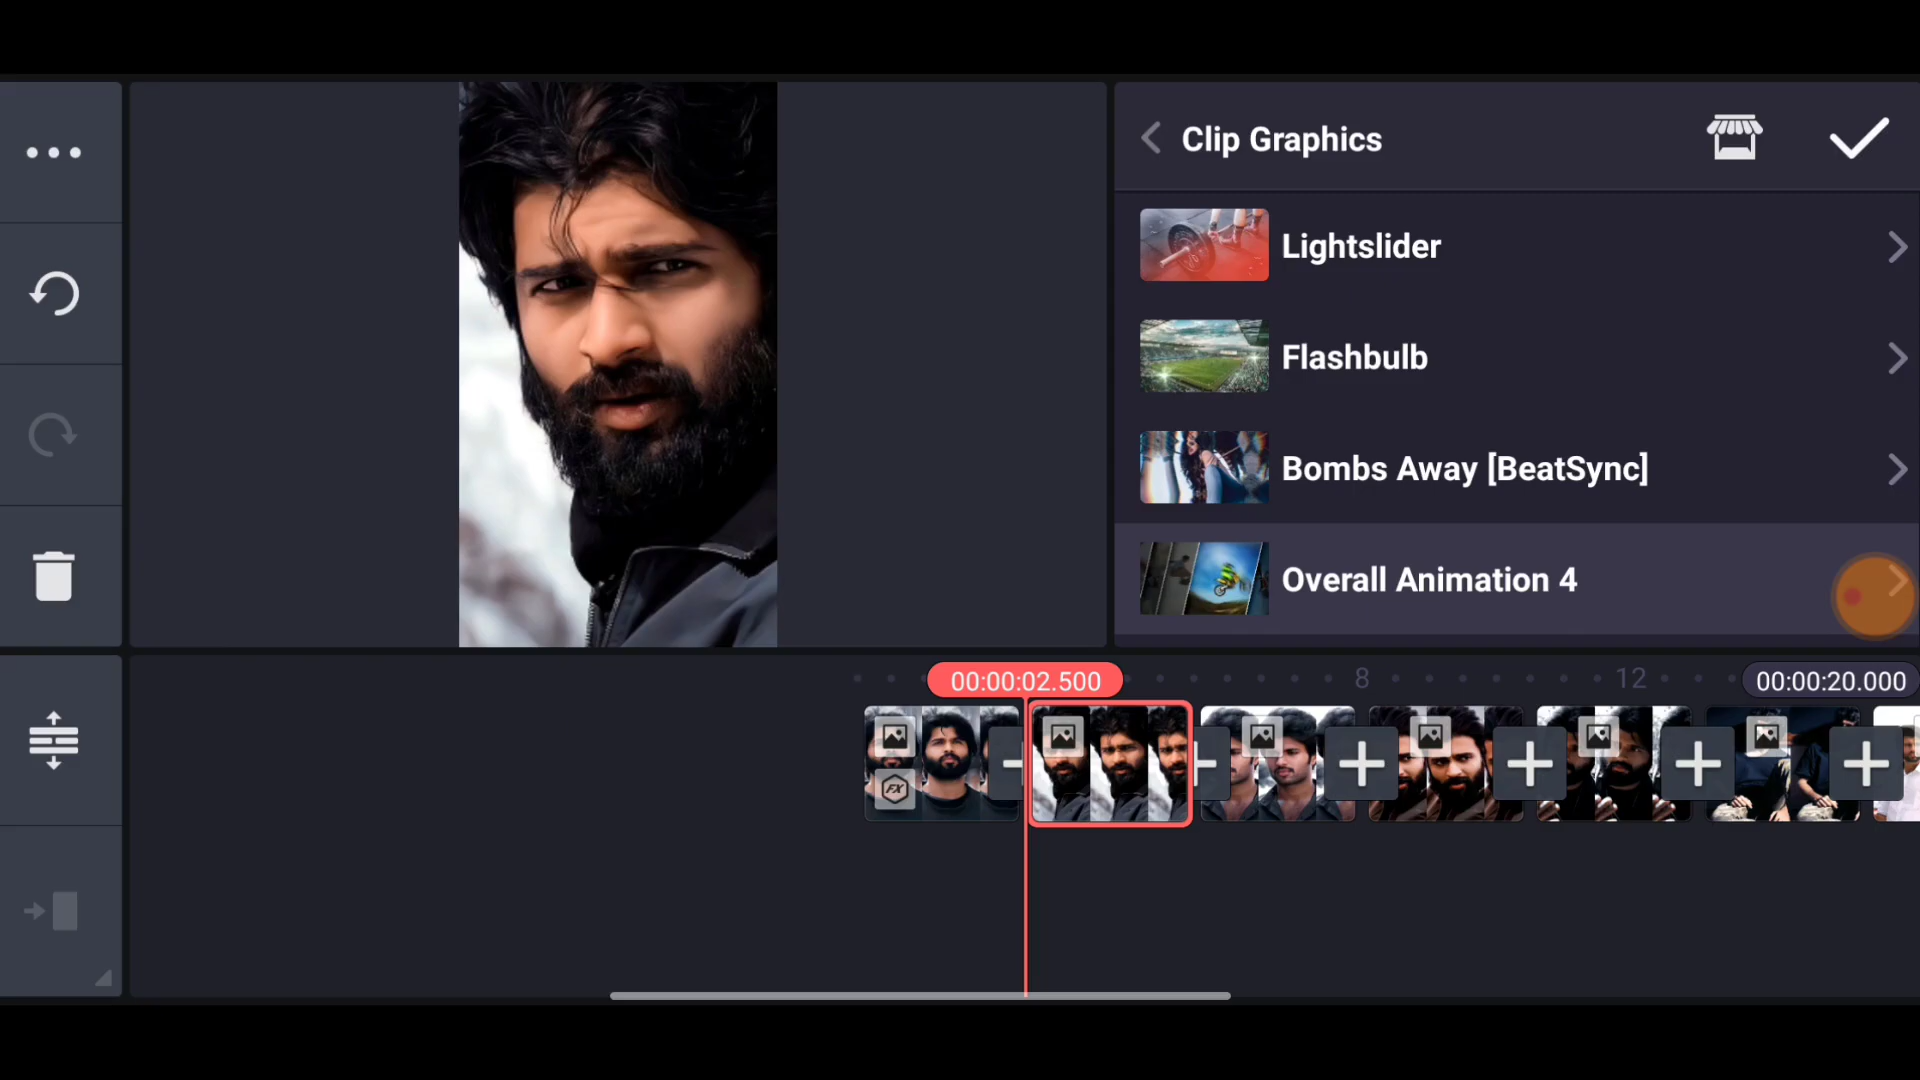 Clip Graphics
Lightslider
Flashbulb
Bombs Away [BeatSync]
Overall Animation 4
00:00:02.500
8
12
00:00:20.000
FX